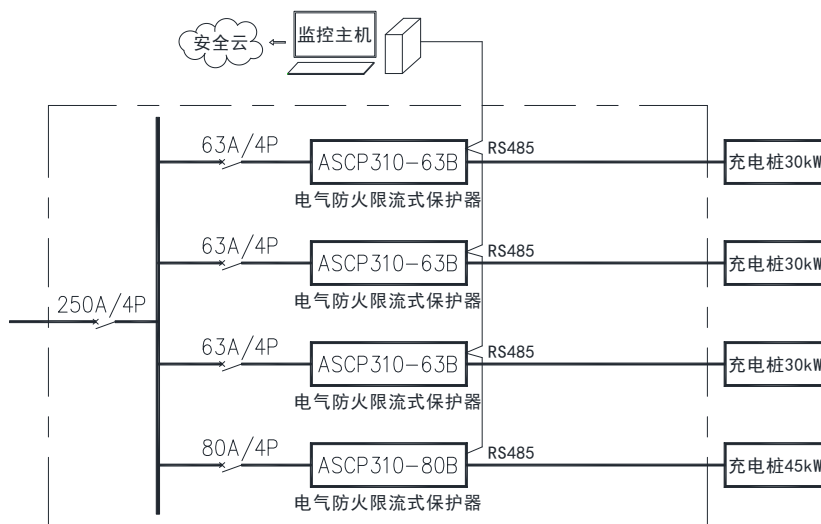 安全云
监控主机
63A/4P
ASCP310-63B
RS485
充电桩30kW
电气防火限流式保护器
63A/4P
ASCP310-63B
RS485
充电桩30kW
电气防火限流式保护器
250A/4P
63A/4P
ASCP310-63B
RS485
充电桩30kW
电气防火限流式保护器
80A/4P
ASCP310-80B
RS485
充电桩45kW
电气防火限流式保护器